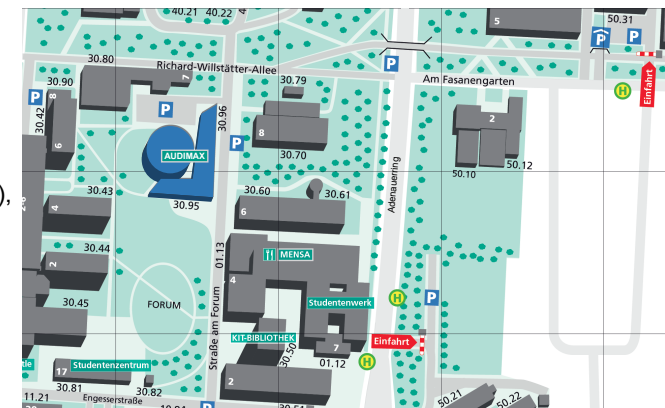 40.21 40.22
5
50.31
P
P
30.80
Richard-Willstätter-Allee
7
30.79
P
Am Fasanengarten
Einfahrt
H
30.90
P
8
30.42
6
P
30.96
P
8
30.70
2
50.10
50.12
AUDIMAX
30.95
),
30.43
4
30.60
6
30.61
Adenauerring
30.44
2
01.13
4
MENSA
30.45
FORUM
Straße am Forum
Studentenwerk
H
P
KIT-BIBLIOTHEK
30.50
7
01.12
Einfahrt
H
17
Studentenzentrum
30.81
30.82
2
11.21
Engesserstraße
P
50.21
50.22